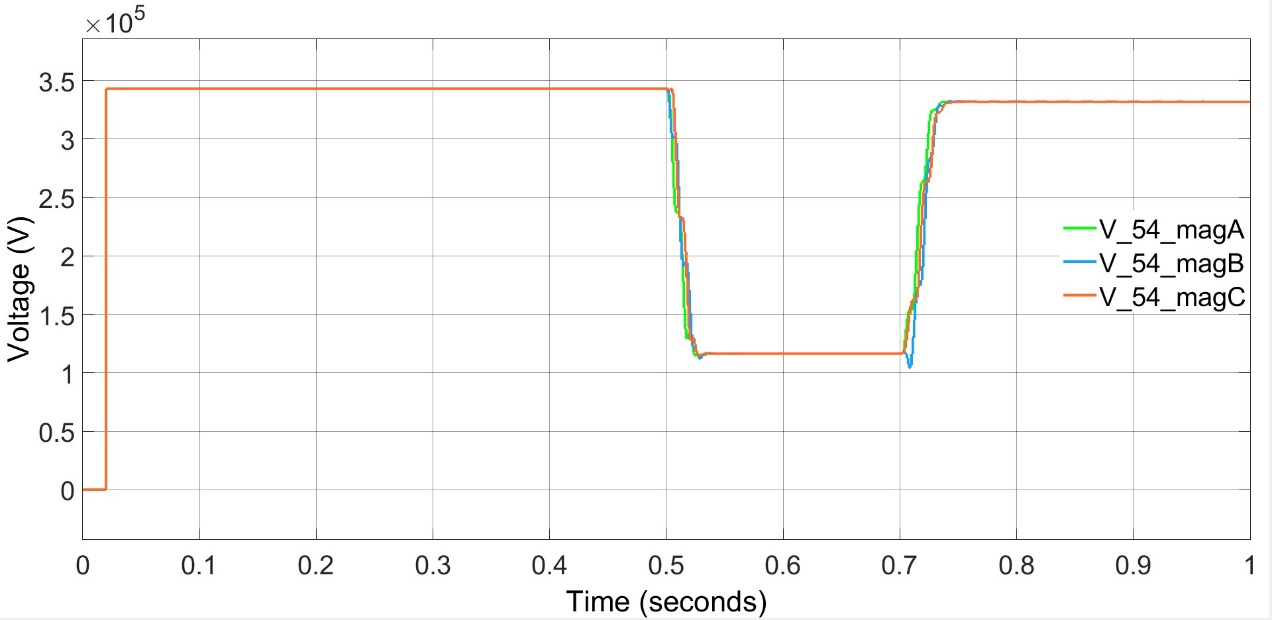 ×10⁵
3.5
3
2.5
2
1.5
1
0.5
0
Voltage (V)
V_54_magA
V_54_magB
V_54_magC
0 0.1 0.2 0.3 0.4 0.5 0.6 0.7 0.8 0.9 1
Time (seconds)